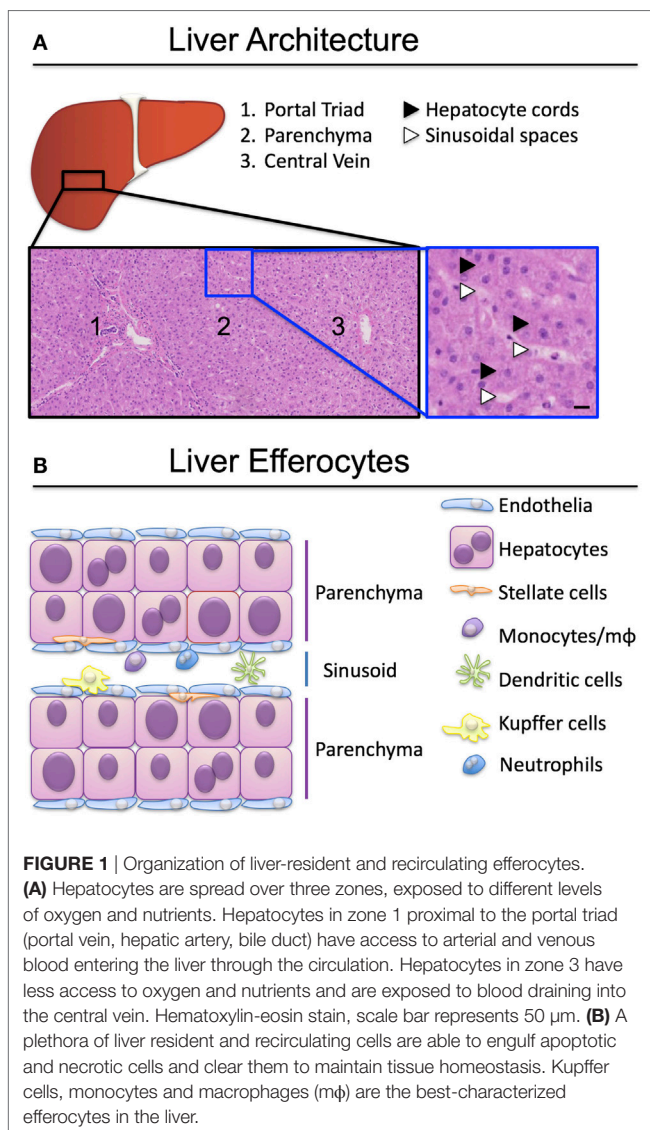 A
Liver Architecture
1. Portal Triad
2. Parenchyma
3. Central Vein
Hepatocyte cords
Sinusoidal spaces
1
2
3
B
Liver Efferocytes
Endothelia
Hepatocytes
Stellate cells
Monocytes/mϕ
Dendritic cells
Kupffer cells
Neutrophils
Parenchyma
Sinusoid
Parenchyma
FIGURE 1 | Organization of liver-resident and recirculating efferocytes.
(A) Hepatocytes are spread over three zones, exposed to different levels
of oxygen and nutrients. Hepatocytes in zone 1 proximal to the portal triad
(portal vein, hepatic artery, bile duct) have access to arterial and venous
blood entering the liver through the circulation. Hepatocytes in zone 3 have
less access to oxygen and nutrients and are exposed to blood draining into
the central vein. Hematoxylin-eosin stain, scale bar represents 50 µm. (B) A
plethora of liver resident and recirculating cells are able to engulf apoptotic
and necrotic cells and clear them to maintain tissue homeostasis. Kupffer
cells, monocytes and macrophages (mϕ) are the best-characterized
efferocytes in the liver.